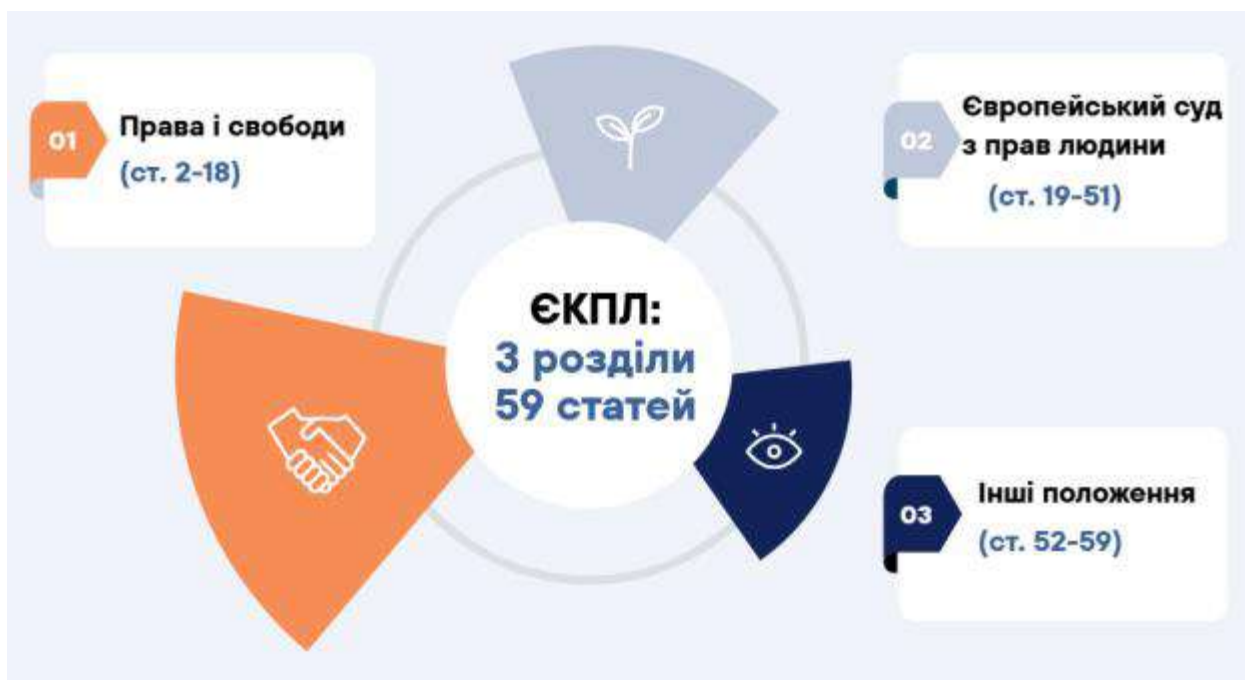 01
Права і свободи
(ст. 2-18)
02
Європейський суд
з прав людини
(ст. 19-51)
ЄКПЛ:
3 розділи
59 статей
03
Інші положення
(ст. 52-59)